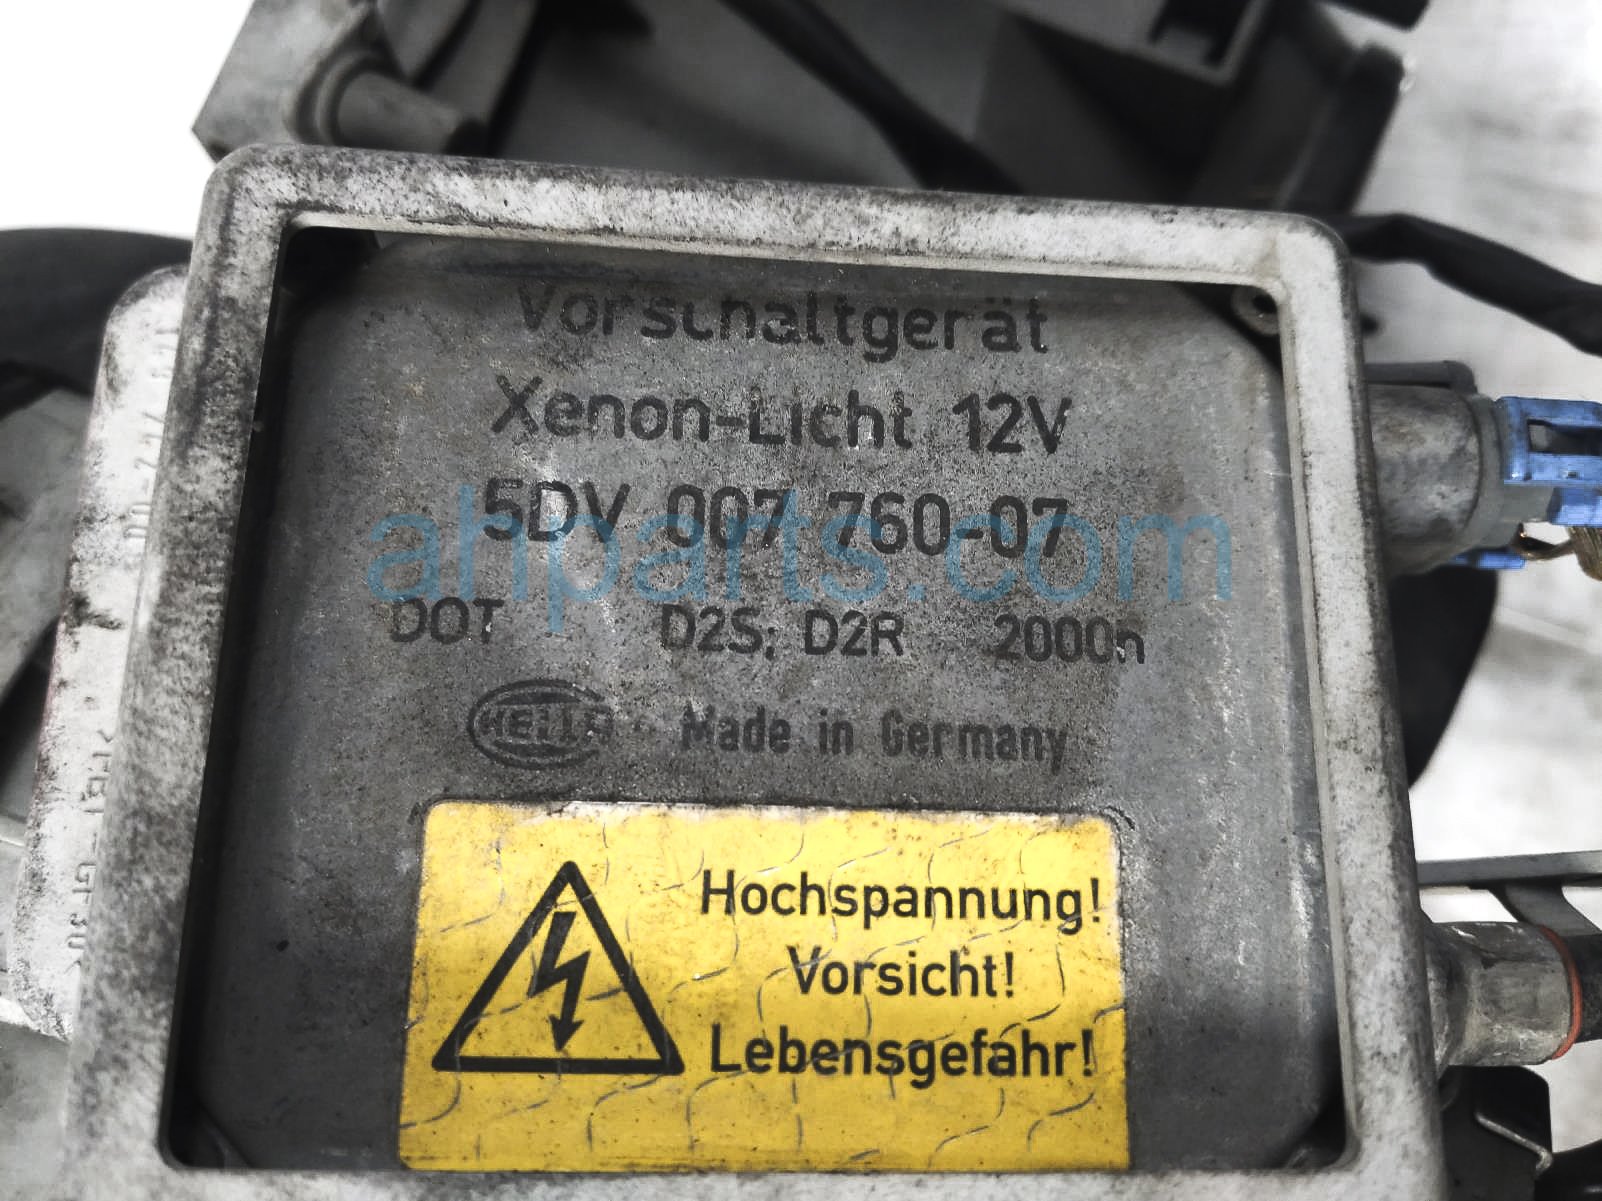 Vorschaltgerät
Xenon-Licht 12V
5DV 007 760-07
DOT D2S; D2R 2000h
HELLA Made in Germany
Hochspannung!
Vorsicht!
Lebensgefahr!
ahparts.com